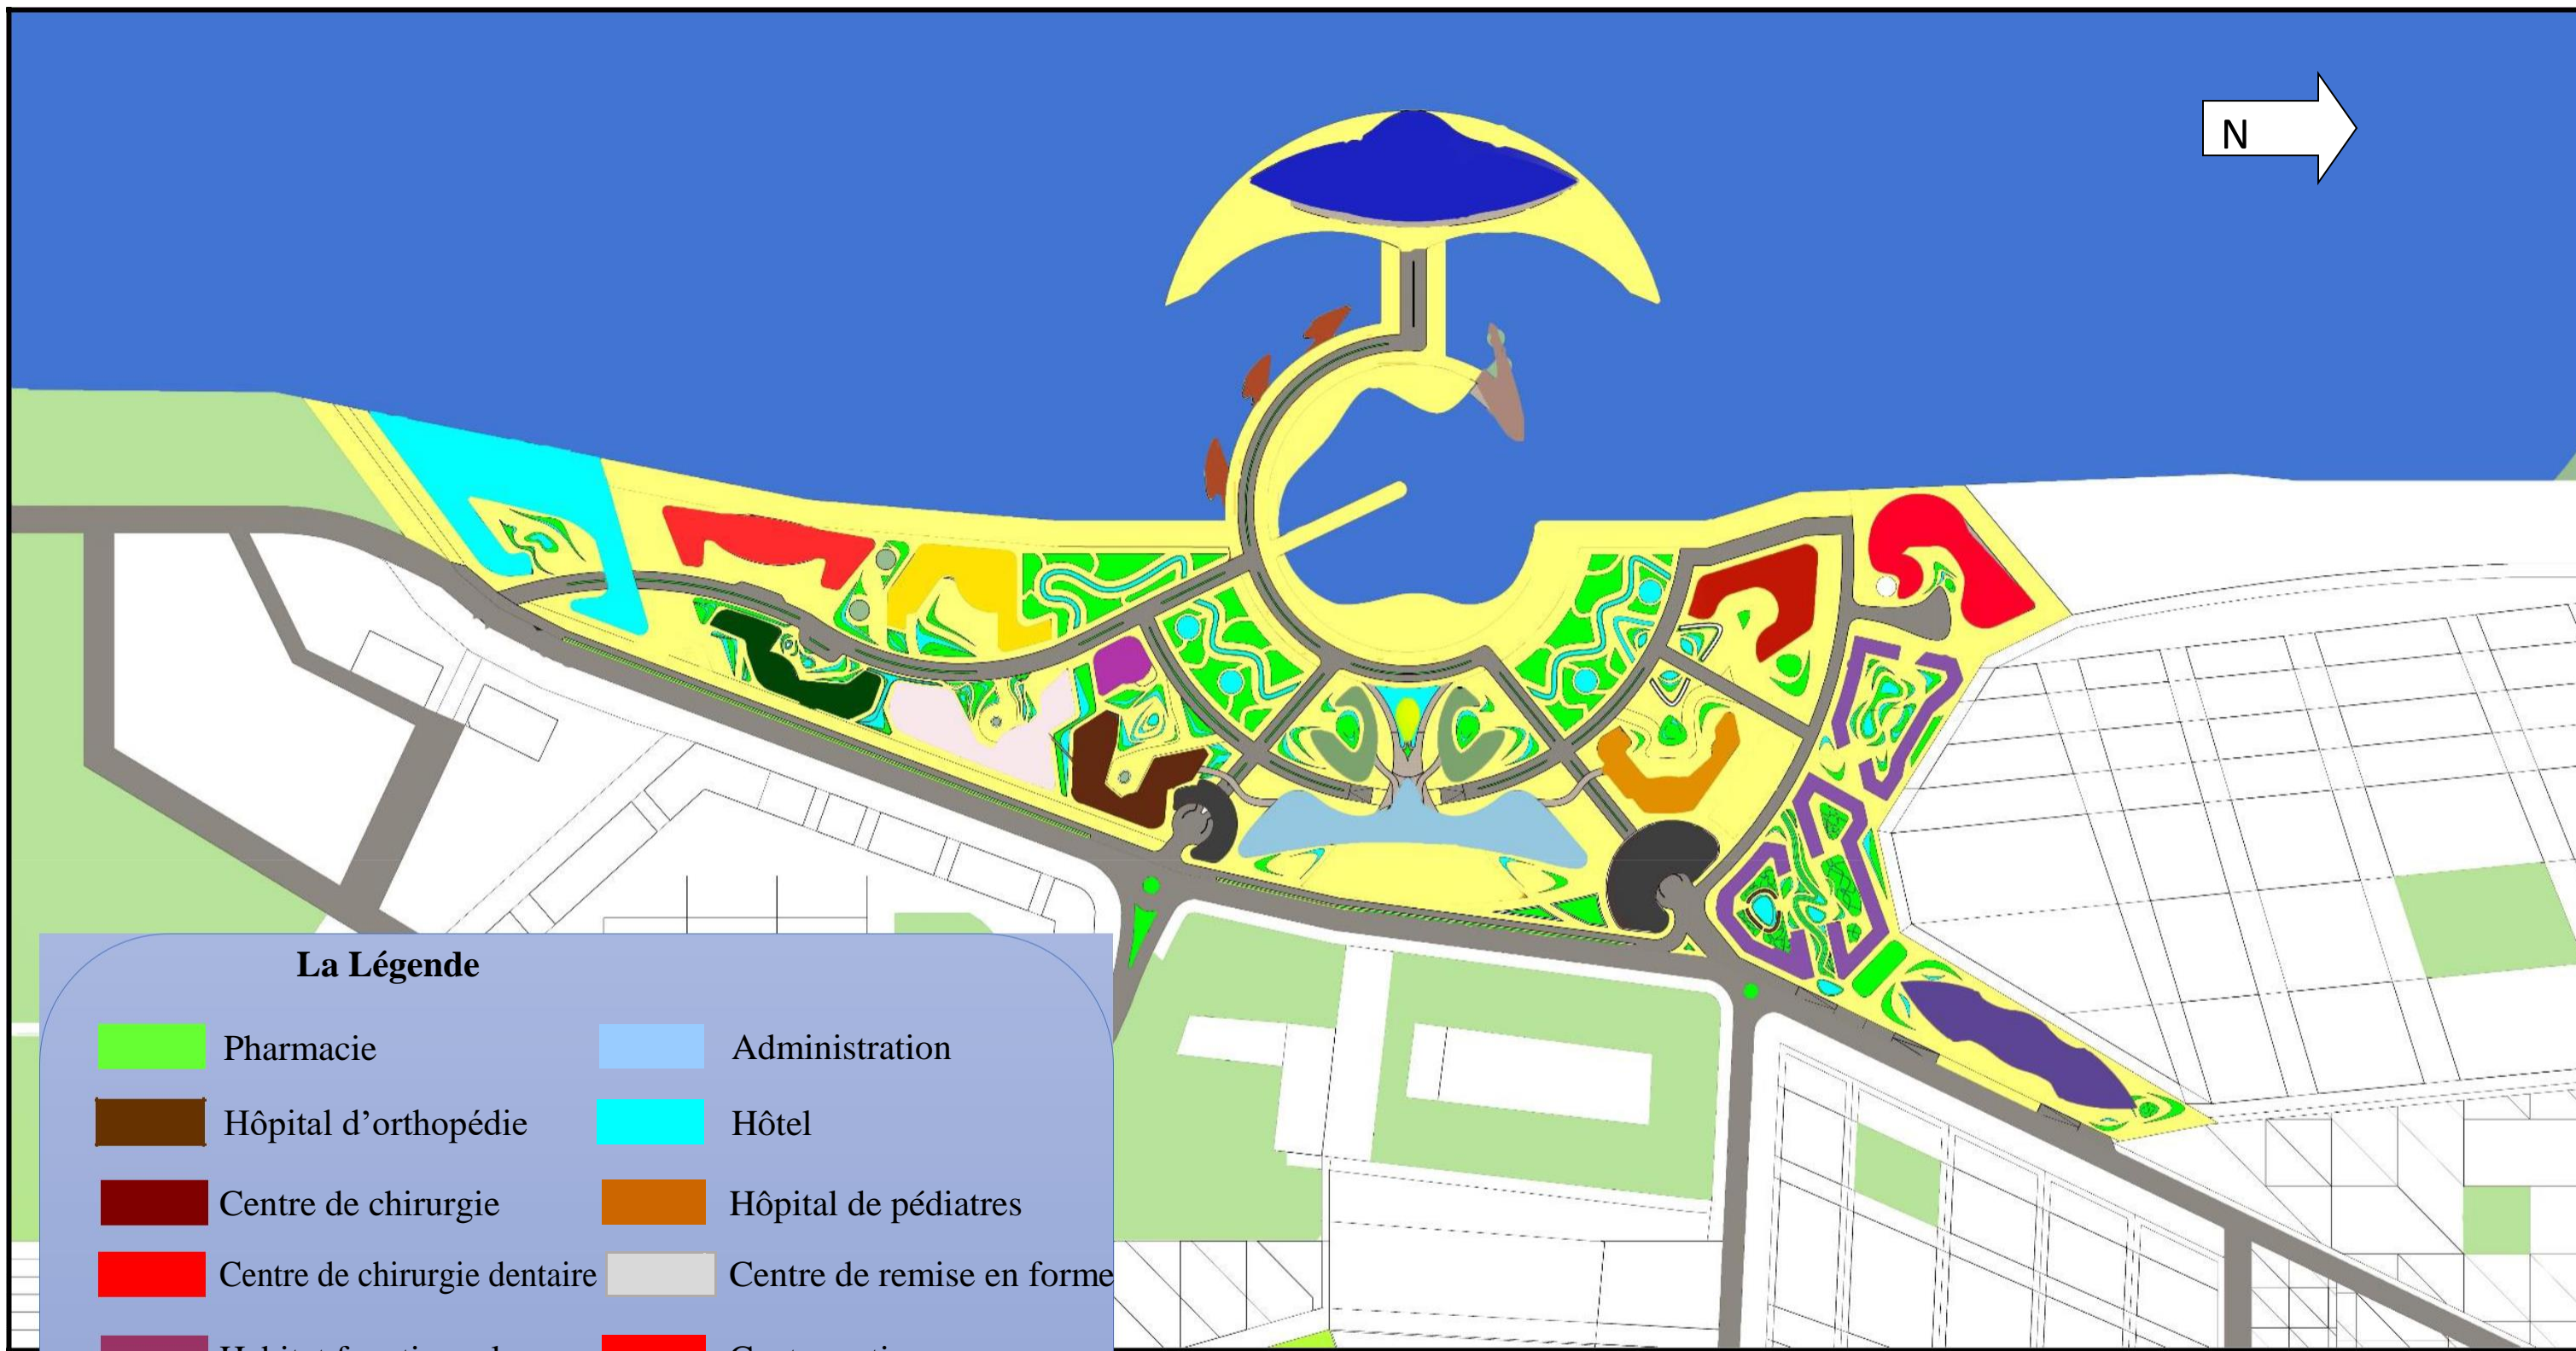 N
La Légende
Pharmacie
Administration
Hôpital d’orthopédie
Hôtel
Centre de chirurgie
Hôpital de pédiatres
Centre de chirurgie dentaire
Centre de remise en forme